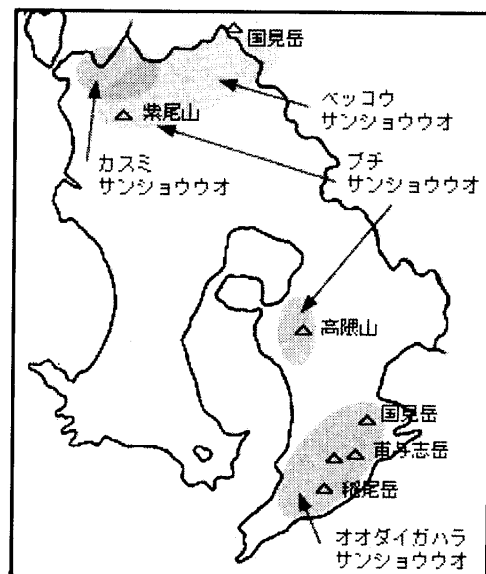 国見岳
ベッコウ
サンショウウオ
紫尾山
カスミ
サンショウウオ
ブチ
サンショウウオ
高隈山
国見岳
甫与志岳
稲尾岳
オオダイガハラ
サンショウウオ